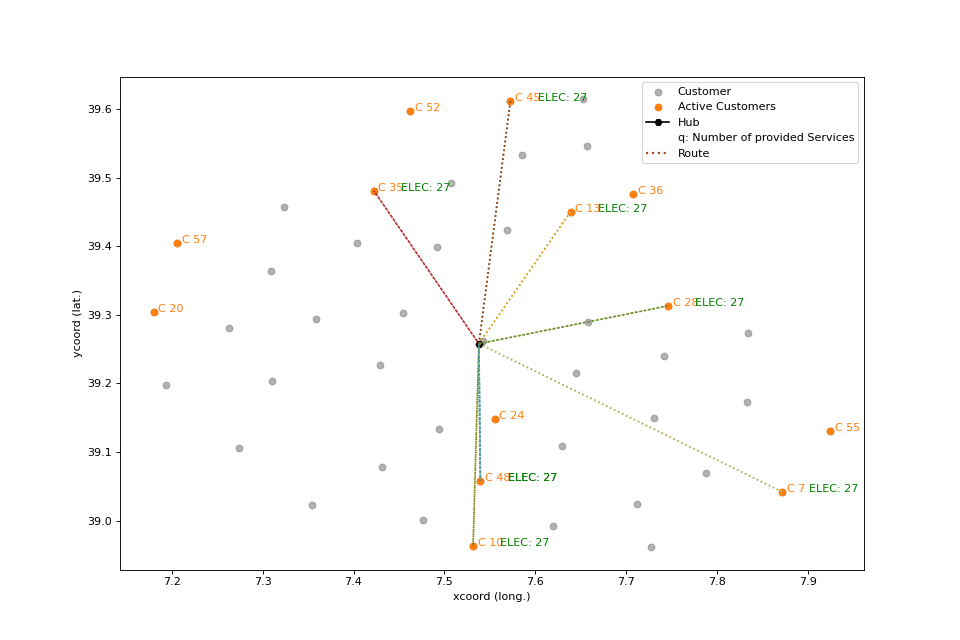 39.6
39.5
39.4
39.3
39.2
39.1
39.0
ycoord (lat.)
7.2
7.3
7.4
7.5
7.6
7.7
7.8
7.9
xcoord (long.)
Customer
Active Customers
Hub
q: Number of provided Services
Route
C 52
C 45 ELEC: 27
C 35 ELEC: 27
C 36
C 13 ELEC: 27
C 57
C 20
C 28 ELEC: 27
C 24
C 55
C 48 ELEC: 27
C 7 ELEC: 27
C 10 ELEC: 27